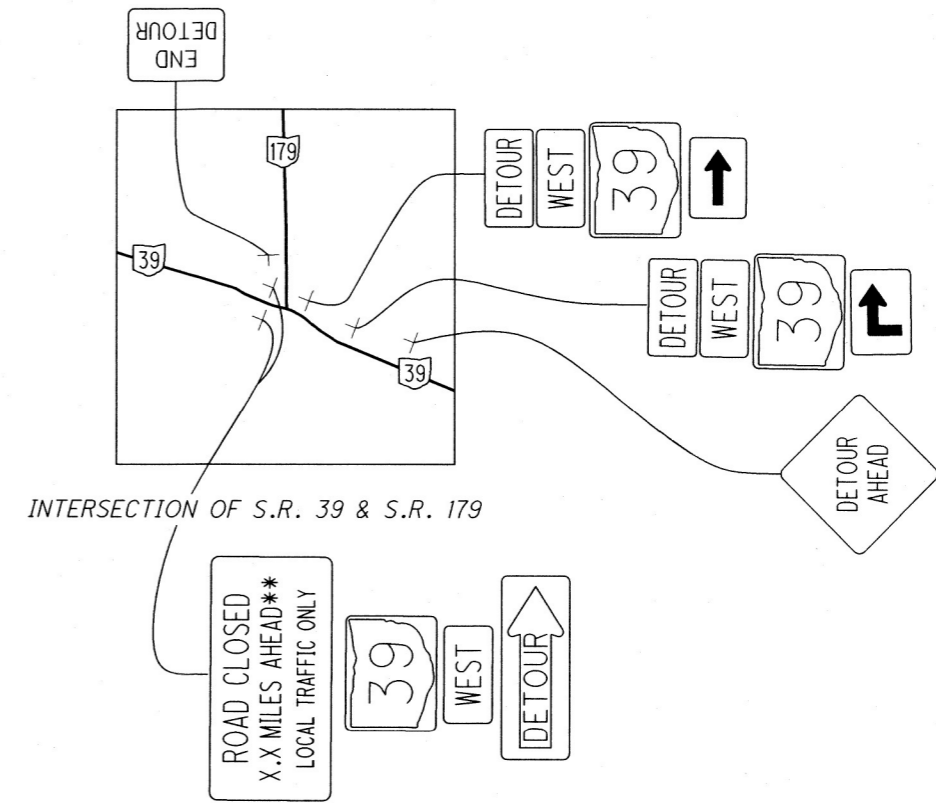 END
DETOUR
179
39
39
DETOUR
WEST
39
DETOUR
WEST
39
DETOUR
AHEAD
INTERSECTION OF S.R. 39 & S.R. 179
ROAD CLOSED
X.X MILES AHEAD**
LOCAL TRAFFIC ONLY
39
WEST
DETOUR